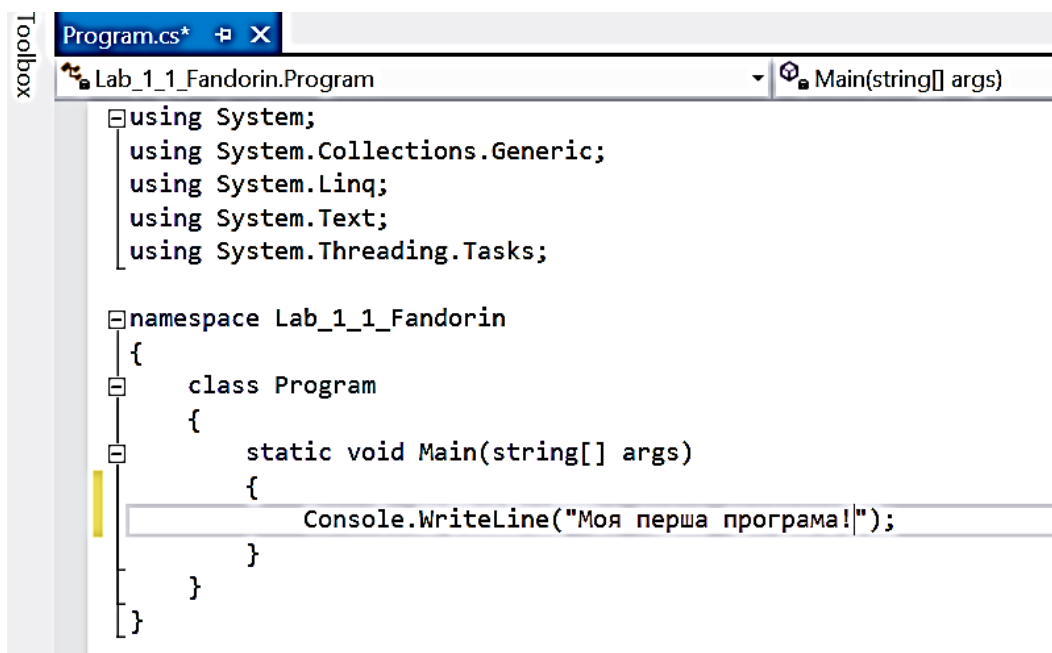 Toolbox
Program.cs*
Lab_1_1_Fandorin.Program
Main(string[] args)
using System;
using System.Collections.Generic;
using System.Linq;
using System.Text;
using System.Threading.Tasks;
namespace Lab_1_1_Fandorin
{
class Program
{
static void Main(string[] args)
{
Console.WriteLine("Моя перша програма!");
}
}
}